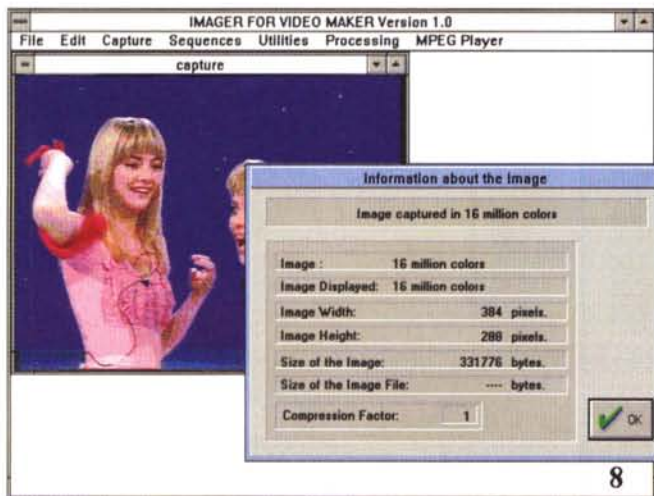 IMAGER FOR VIDEO MAKER Version 1.0
File Edit Capture Sequences Utilities Processing MPEG Player
capture
Information about the Image
Image captured in 16 million colors
Image : 16 million colors
Image Displayed: 16 million colors
Image Width: 384 pixels.
Image Height: 288 pixels.
Size of the Image: 331776 bytes.
Size of the Image File: ---- bytes.
Compression Factor: 1
OK
8